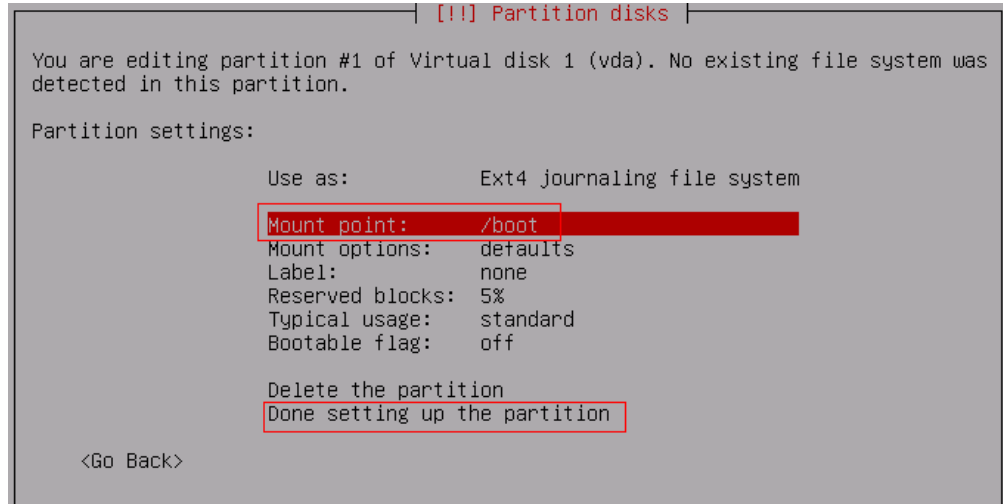 [!!] Partition disks
You are editing partition #1 of Virtual disk 1 (vda). No existing file system was
detected in this partition.
Partition settings:
Use as: Ext4 journaling file system
Mount point: /boot
Mount options: defaults
Label: none
Reserved blocks: 5%
Typical usage: standard
Bootable flag: off
Delete the partition
Done setting up the partition
<Go Back>